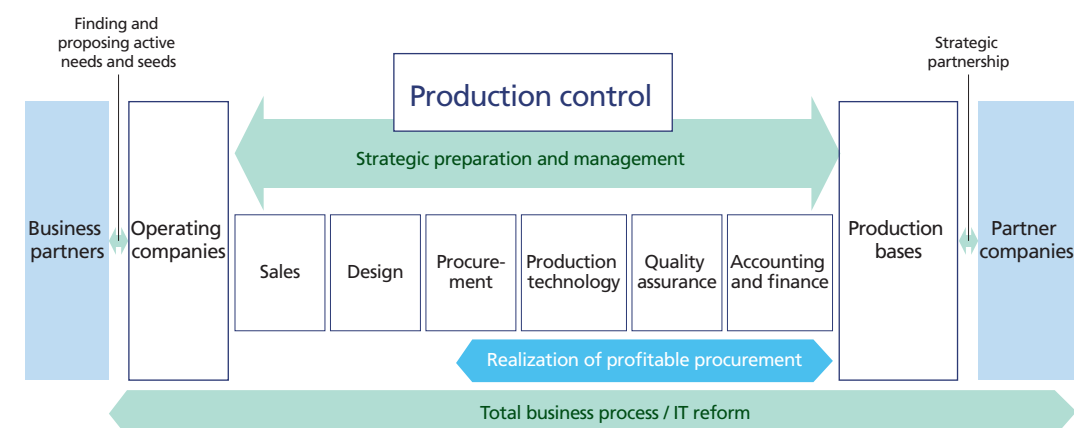 Finding and
proposing active
needs and seeds
Strategic
partnership
Production control
Strategic preparation and management
Business
partners
Operating
companies
Sales
Design
Procure-
ment
Production
technology
Quality
assurance
Accounting
and finance
Production
bases
Partner
companies
Realization of profitable procurement
Total business process / IT reform